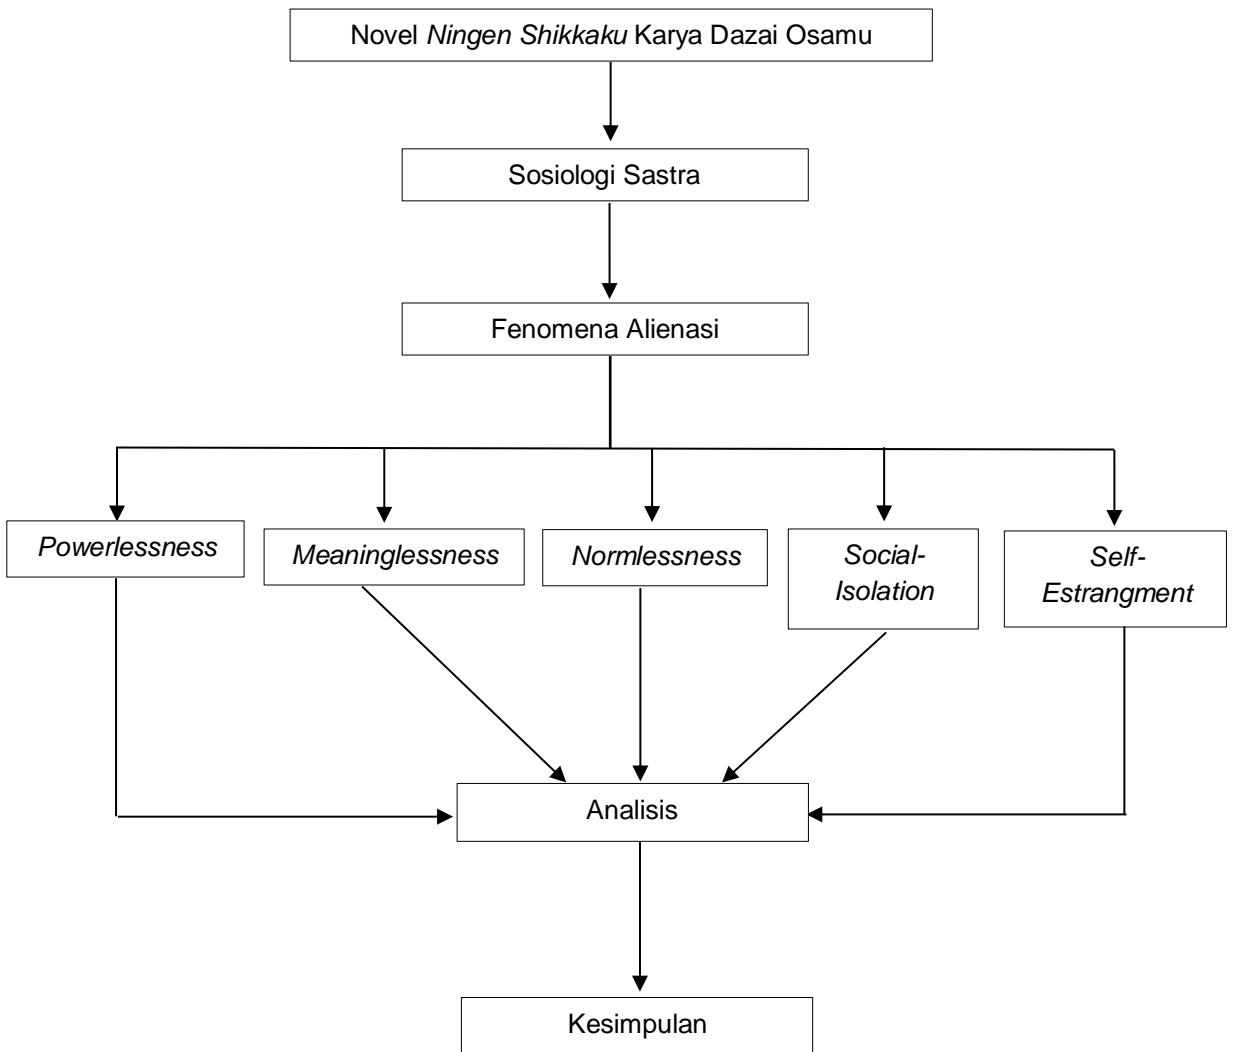 Novel Ningen Shikkaku Karya Dazai Osamu
Sosiologi Sastra
Fenomena Alienasi
Powerlessness
Meaninglessness
Normlessness
Social-
Isolation
Self-
Estrangment
Analisis
Kesimpulan